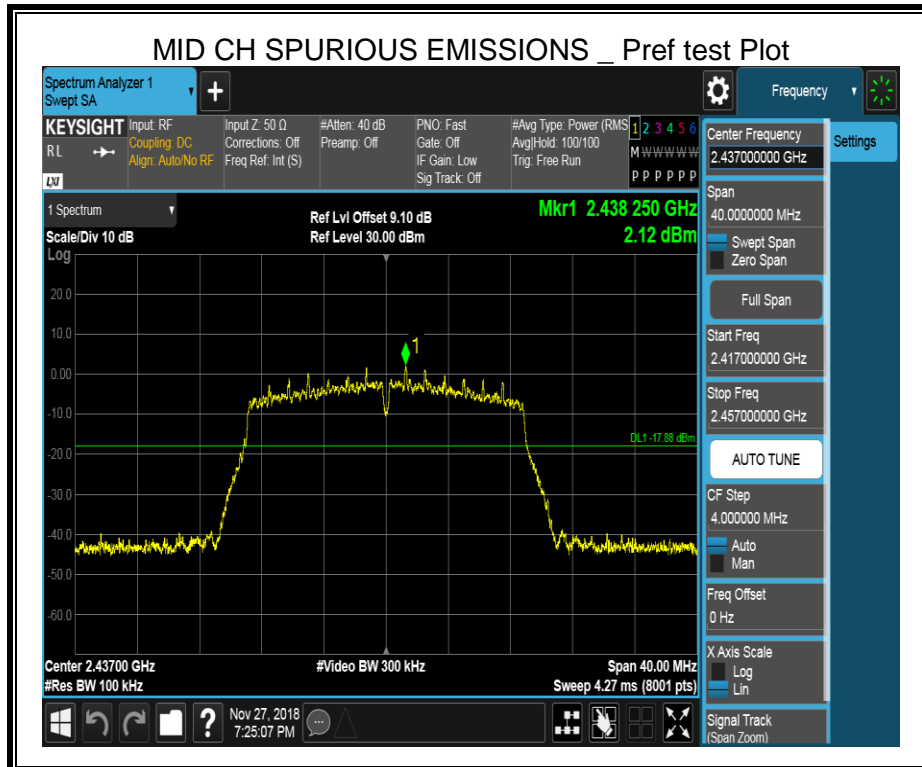 MID CH SPURIOUS EMISSIONS _ Pref test Plot
Spectrum Analyzer 1
Swept SA
+
Frequency
KEYSIGHT
RL
LXI
Input: RF
Coupling: DC
Align: Auto/No RF
Input Z: 50 Ω
Corrections: Off
Freq Ref: Int (S)
#Atten: 40 dB
Preamp: Off
PNO: Fast
Gate: Off
IF Gain: Low
Sig Track: Off
#Avg Type: Power (RMS
Avg|Hold: 100/100
Trig: Free Run
1 2 3 4 5 6
M W W W W W
P P P P P P
Center Frequency
2.437000000 GHz
Settings
Span
40.0000000 MHz
Swept Span
Zero Span
Full Span
Start Freq
2.417000000 GHz
Stop Freq
2.457000000 GHz
AUTO TUNE
CF Step
4.000000 MHz
Auto
Man
Freq Offset
0 Hz
X Axis Scale
Log
Lin
Signal Track
(Span Zoom)
1 Spectrum
Scale/Div 10 dB
Ref Lvl Offset 9.10 dB
Ref Level 30.00 dBm
Mkr1 2.438 250 GHz
2.12 dBm
Log
20.0
10.0
0.00
-10.0
-20.0
-30.0
-40.0
-50.0
-60.0
1
DL1 -17.88 dBm
Center 2.43700 GHz
#Res BW 100 kHz
#Video BW 300 kHz
Span 40.00 MHz
Sweep 4.27 ms (8001 pts)
?
Nov 27, 2018
7:25:07 PM